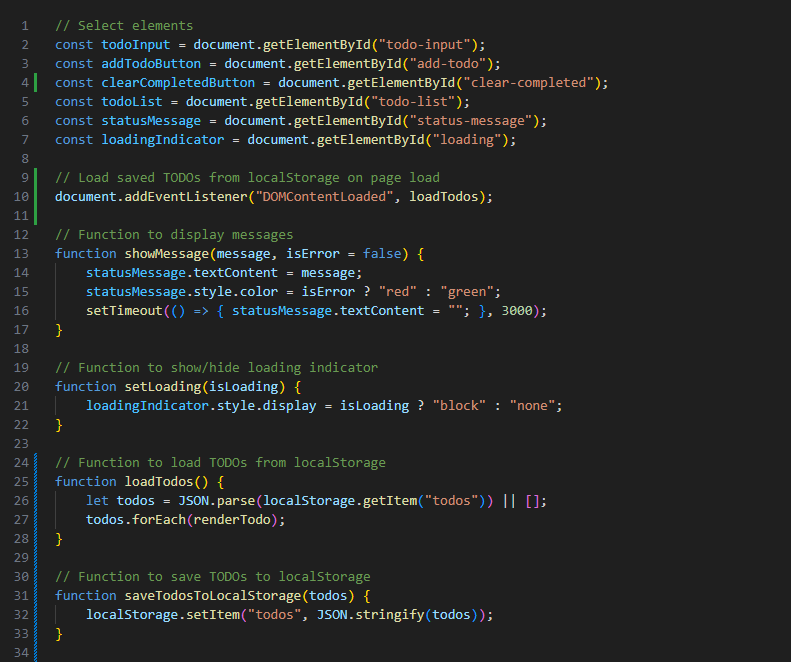 1 // Select elements
2 const todoInput = document.getElementById("todo-input");
3 const addTodoButton = document.getElementById("add-todo");
4 const clearCompletedButton = document.getElementById("clear-completed");
5 const todoList = document.getElementById("todo-list");
6 const statusMessage = document.getElementById("status-message");
7 const loadingIndicator = document.getElementById("loading");
8
9 // Load saved TODOs from localStorage on page load
10 document.addEventListener("DOMContentLoaded", loadTodos);
11
12 // Function to display messages
13 function showMessage(message, isError = false) {
14     statusMessage.textContent = message;
15     statusMessage.style.color = isError ? "red" : "green";
16     setTimeout(() => { statusMessage.textContent = ""; }, 3000);
17 }
18
19 // Function to show/hide loading indicator
20 function setLoading(isLoading) {
21     loadingIndicator.style.display = isLoading ? "block" : "none";
22 }
23
24 // Function to load TODOs from localStorage
25 function loadTodos() {
26     let todos = JSON.parse(localStorage.getItem("todos")) || [];
27     todos.forEach(renderTodo);
28 }
29
30 // Function to save TODOs to localStorage
31 function saveTodosToLocalStorage(todos) {
32     localStorage.setItem("todos", JSON.stringify(todos));
33 }
34